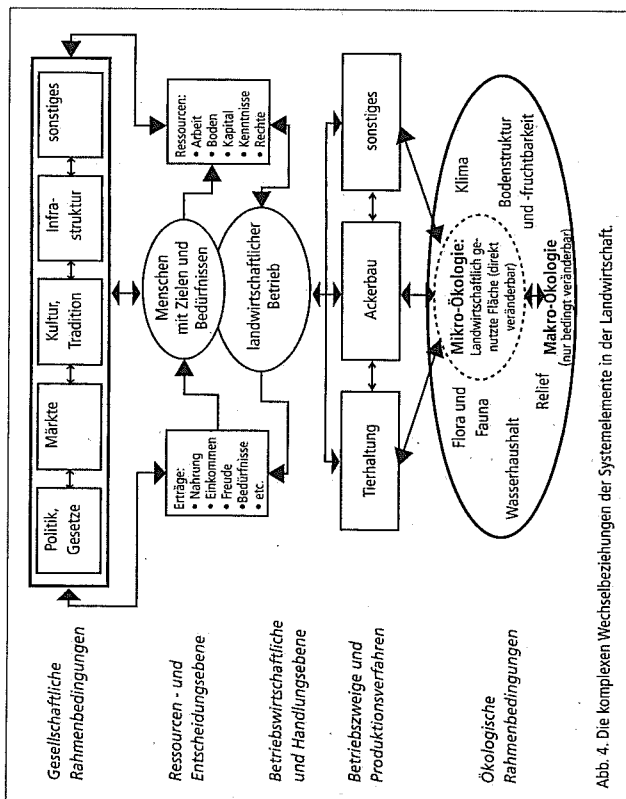 Gesellschaftliche
Rahmenbedingungen
Politik,
Gesetze
Märkte
Kultur,
Tradition
Infra-
struktur
sonstiges
Ressourcen - und
Entscheidungsebene
Erträge:
• Nahrung
• Einkommen
• Freude
• Bedürfnisse
• etc.
Menschen
mit Zielen und
Bedürfnissen
Ressourcen:
• Arbeit
• Boden
• Kapital
• Kenntnisse
• Rechte
Betriebswirtschaftliche
und Handlungsebene
landwirtschaftlicher
Betrieb
Betriebszweige und
Produktionsverfahren
Tierhaltung
Ackerbau
sonstiges
Ökologische
Rahmenbedingungen
Flora und
Fauna
Wasserhaushalt
Relief
Mikro-Ökologie:
Landwirtschaftlich ge-
nutzte Fläche (direkt
veränderbar)
Makro-Ökologie
(nur bedingt veränderbar)
Klima
Bodenstruktur
und -fruchtbarkeit
Abb. 4. Die komplexen Wechselbeziehungen der Systemelemente in der Landwirtschaft.